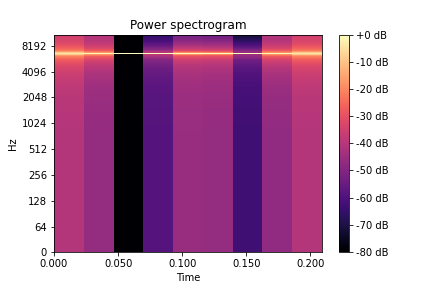 Power spectrogram
Hz
8192
4096
2048
1024
512
256
128
64
0
0.000 0.050 0.100 0.150 0.200
Time
+0 dB
-10 dB
-20 dB
-30 dB
-40 dB
-50 dB
-60 dB
-70 dB
-80 dB